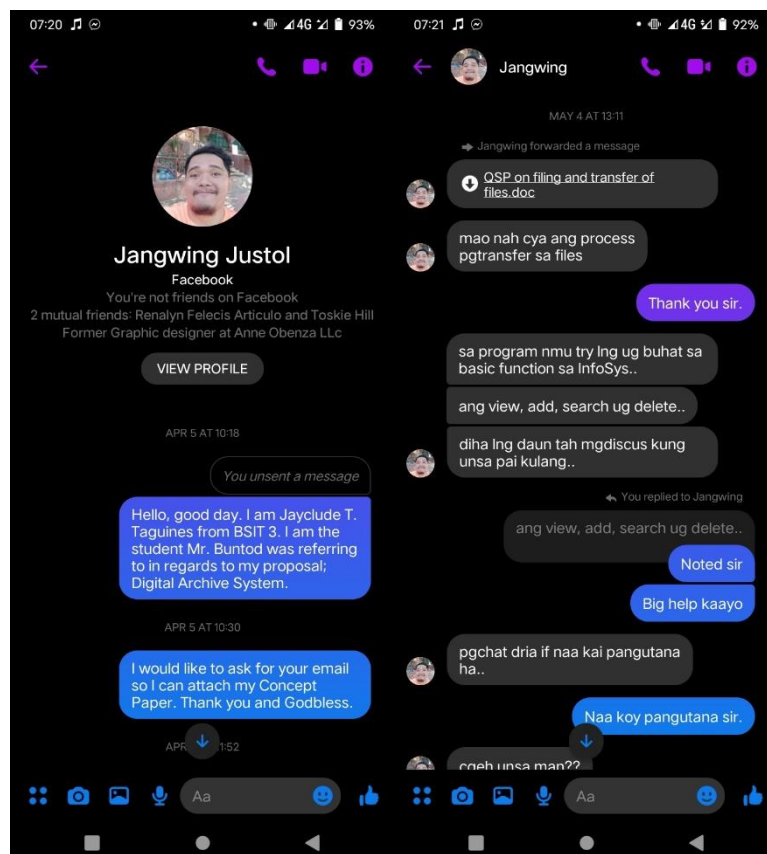 07:20
4G
93%
Jangwing Justol
Facebook
You're not friends on Facebook
2 mutual friends: Renalyn Felecis Articulo and Toskie Hill
Former Graphic designer at Anne Obenza LLc
VIEW PROFILE
APR 5 AT 10:18
You unsent a message
Hello, good day. I am Jayclude T.
Taguines from BSIT 3. I am the
student Mr. Buntod was referring
to in regards to my proposal;
Digital Archive System.
APR 5 AT 10:30
I would like to ask for your email
so I can attach my Concept
Paper. Thank you and Godbless.
APR
1:52
Aa
07:21
4G
92%
Jangwing
MAY 4 AT 13:11
Jangwing forwarded a message
QSP on filing and transfer of
files.doc
mao nah cya ang process
pgtransfer sa files
Thank you sir.
sa program nmu try lng ug buhat sa
basic function sa InfoSys..
ang view, add, search ug delete..
diha lng daun tah mgdiscus kung
unsa pai kulang..
You replied to Jangwing
ang view, add, search ug delete..
Noted sir
Big help kaayo
pgchat dria if naa kai pangutana
ha..
Naa koy pangutana sir.
cgeh unsa man??
Aa